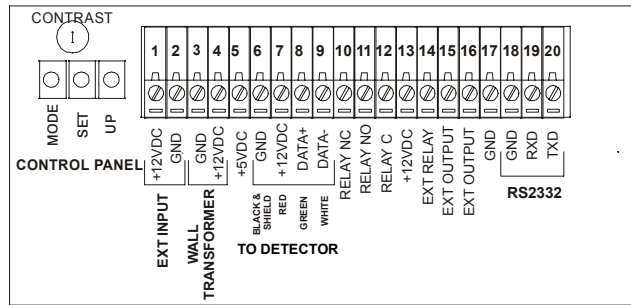 CONTRAST
1 2 3 4 5 6 7 8 9 10 11 12 13 14 15 16 17 18 19 20
MODE
SET
UP
CONTROL PANEL
+12VDC
GND
GND
+12VDC
+5VDC
GND
+12VDC
DATA+
DATA-
RELAY NC
RELAY NO
RELAY C
+12VDC
EXT RELAY
EXT OUTPUT
EXT OUTPUT
GND
GND
RXD
TXD
EXT INPUT
WALL
TRANSFORMER
BLACK &
SHIELD
RED
GREEN
WHITE
TO DETECTOR
RS2332